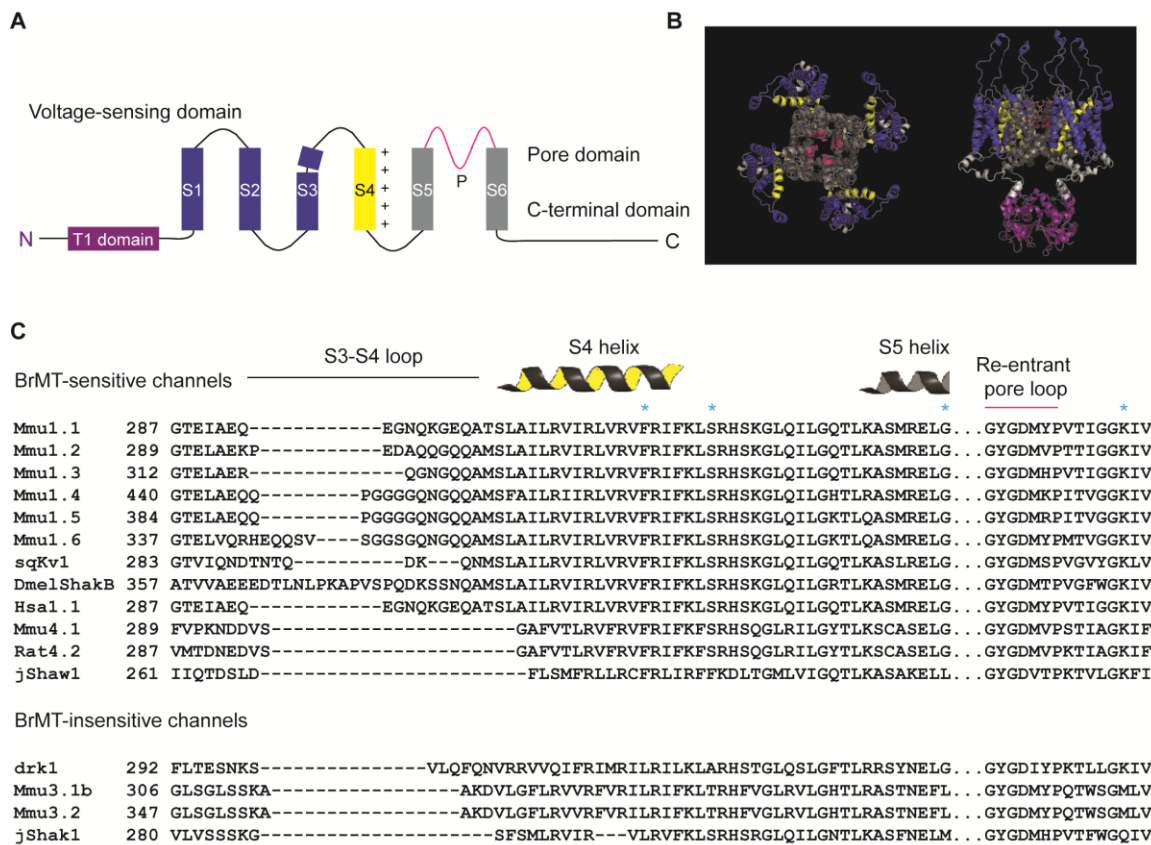 A
Voltage-sensing domain
S1 S2 S3 S4 S5 P S6
+
+
+
+
+
+
Pore domain
C-terminal domain
N T1 domain C
B
C
S3-S4 loop S4 helix S5 helix Re-entrant pore loop
BrMT-sensitive channels
* * * *
Mmu1.1 287 GTEIAEQ------------EGNQKGEQATSLAILRVIRLVRVFRIFKLSRHSKGLQILGQTLKASMRELG...GYGDMYPVTIGGKIV
Mmu1.2 289 GTELAEKP-----------EDAQQGQQAMSLAILRVIRLVRVFRIFKLSRHSKGLQILGQTLKASMRELG...GYGDMVPTTIGGKIV
Mmu1.3 312 GTELAER--------------QGNGQQAMSLAILRVIRLVRVFRIFKLSRHSKGLQILGQTLKASMRELG...GYGDMHPVTIGGKIV
Mmu1.4 440 GTELAEQQ---------PGGGGQNGQQAMSFAILRIIRLVRVFRIFKLSRHSKGLQILGHTLRASMRELG...GYGDMKPITVGGKIV
Mmu1.5 384 GTELAEQQ---------PGGGGQNGQQAMSLAILRVIRLVRVFRIFKLSRHSKGLQILGKTLQASMRELG...GYGDMRPITVGGKIV
Mmu1.6 337 GTELVQRHEQQSV-----GGSGQNGQQAMSLAILRVIRLVRVFRIFKLSRHSKGLQILGKTLQASMRELG...GYGDMYPMTVGGKIV
sqKv1 283 GTVIQNDTNTQ----------DK---QNMSLAILRVIRLVRVFRIFKLSRHSKGLQILGQTLKASLRELG...GYGDMSPVGVYGKLV
DmelShakB 357 ATVVAEEEDTLNLPKAPVSPQDKSSNQAMSLAILRVIRLVRVFRIFKLSRHSKGLQILGQTLKASMRELG...GYGDMTPVGFWGKIV
Hsa1.1 287 GTEIAEQ------------EGNQKGEQATSLAILRVIRLVRVFRIFKLSRHSKGLQILGQTLKASMRELG...GYGDMYPVTIGGKIV
Mmu4.1 289 FVPKNDDVS----------------------GAFVTLRVFRVFRIFKFSRHSQGLRILGYTLKSCASELG...GYGDMVPSTIAGKIF
Rat4.2 287 VMTDNEDVS----------------------GAFVTLRVFRVFRIFKFSRHSQGLRILGYTLKSCASELG...GYGDMVPKTIAGKIF
jShaw1 261 IIQTDSLD------------------------FLSMFRLLRCFRLIRFFKDLTGMLVIGQTLKASAKELL...GYGDVTPKTVLGKFI
BrMT-insensitive channels
drk1 292 FLTESNKS---------------VLQFQNVRRVVQIFRIMRILRILKLARHSTGLQSLGFTLRRSYNELG...GYGDIYPKTLLGKIV
Mmu3.1b 306 GLSGLSSKA-----------------AKDVLGFLRVVRFVRILRIFKLTRHFVGLRVLGHTLRASTNEFL...GYGDMYPQTWSGMLV
Mmu3.2 347 GLSGLSSKA-----------------AKDVLGFLRVVRFVRILRIFKLTRHFVGLRVLGHTLRASTNEFL...GYGDMYPQTWSGMLV
jShak1 280 VLVSSSKG---------------------SFSMLRVIR---VLRVFKLSRHSRGLQILGNTLKASFNELM...GYGDMHPVTFWGQIV